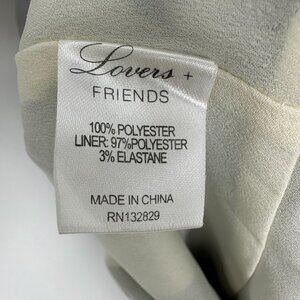 Lovers +
FRIENDS
100% POLYESTER
LINER: 97%POLYESTER
3% ELASTANE
MADE IN CHINA
RN132829